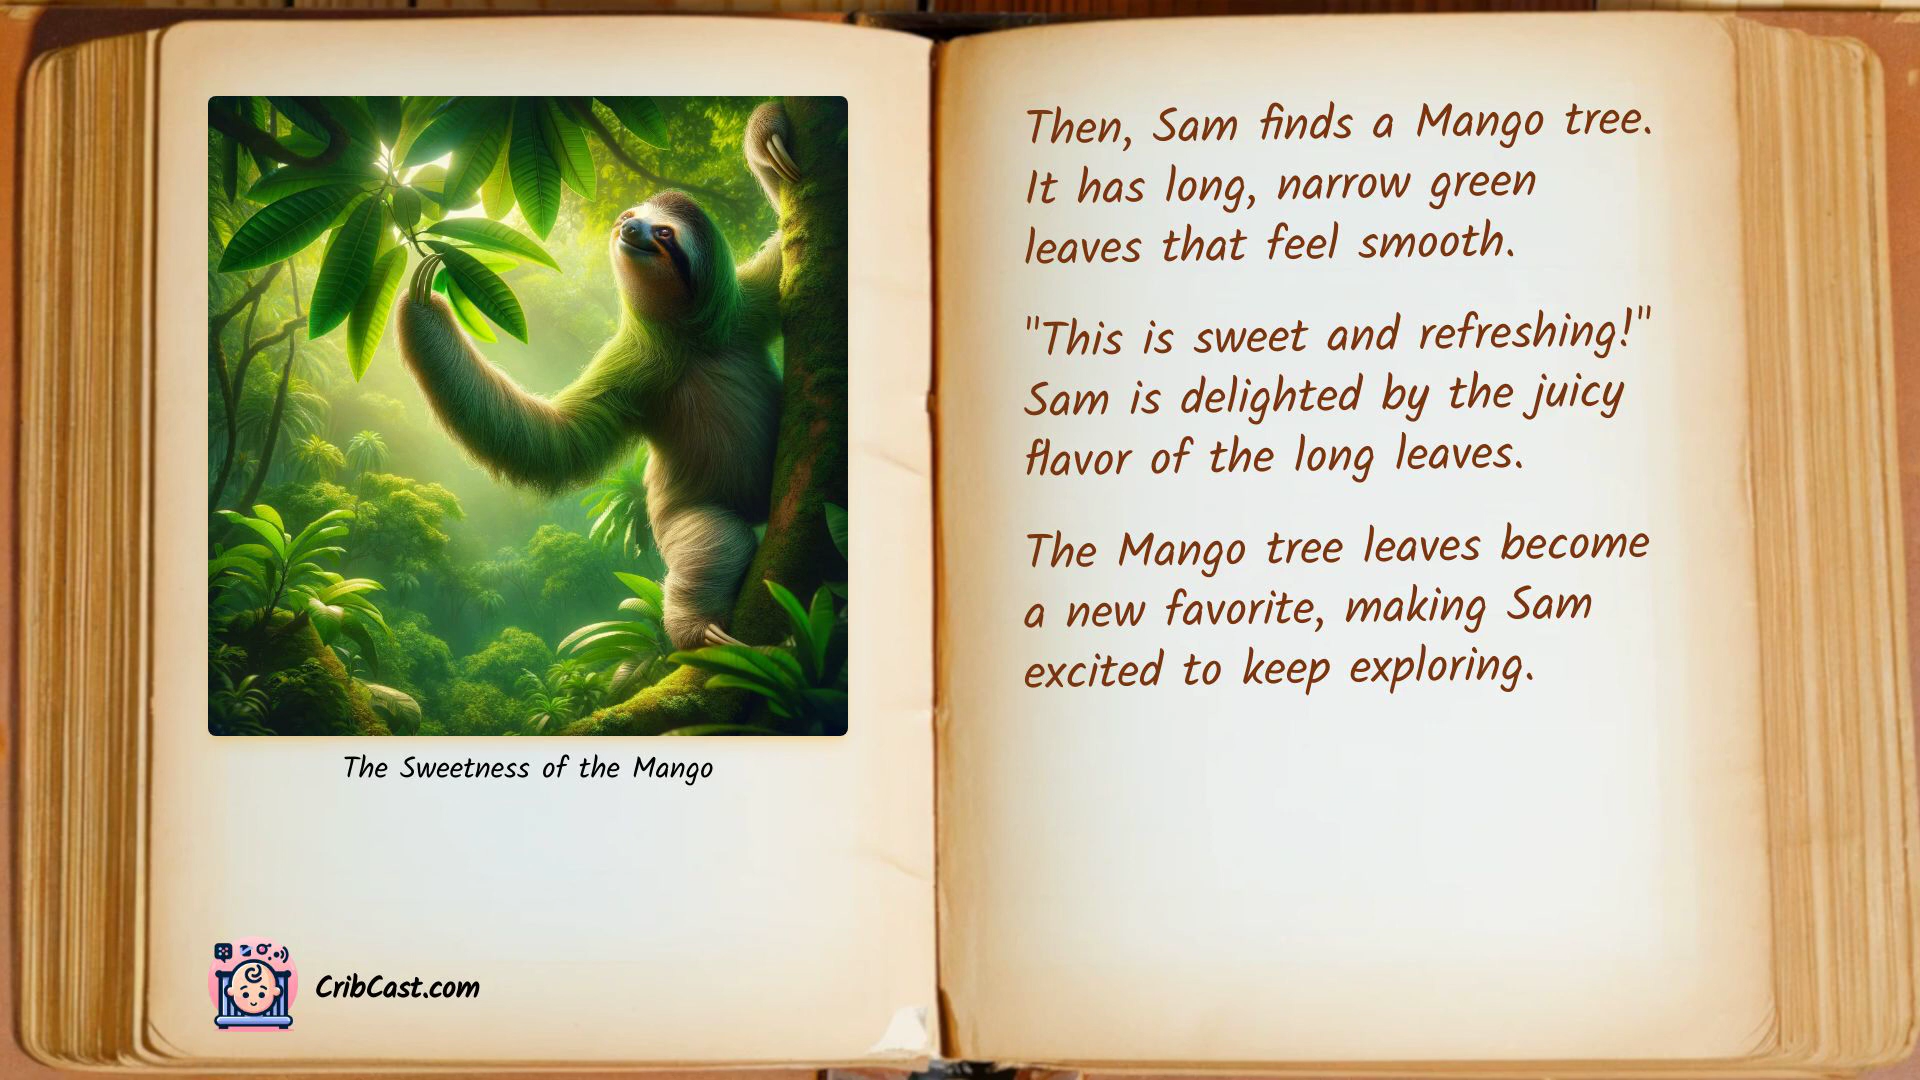 The Sweetness of the Mango
CribCast.com
Then, Sam finds a Mango tree.
It has long, narrow green
leaves that feel smooth.
"This is sweet and refreshing!"
Sam is delighted by the juicy
flavor of the long leaves.
The Mango tree leaves become
a new favorite, making Sam
excited to keep exploring.